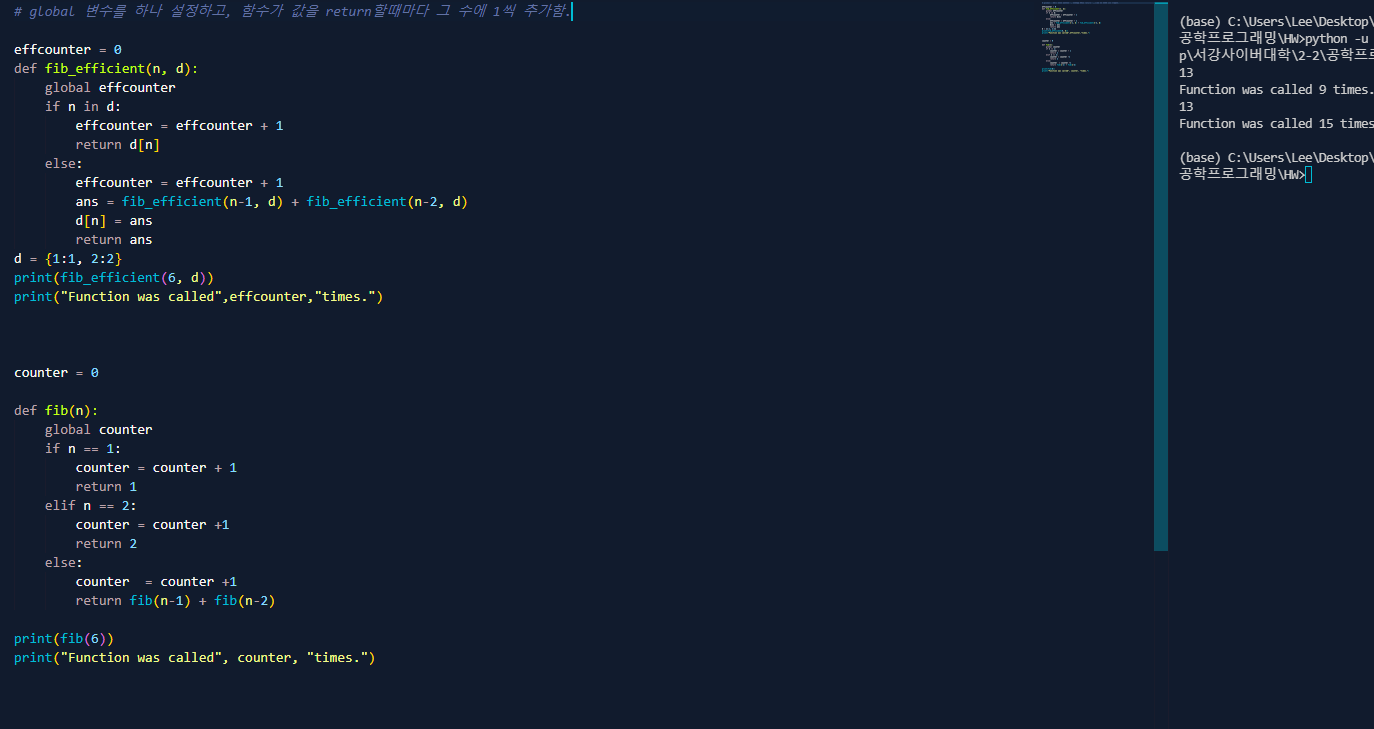 # global 변수를 하나 설정하고, 함수가 값을 return할때마다 그 수에 1씩 추가함.
effcounter = 0
def fib_efficient(n, d):
    global effcounter
    if n in d:
        effcounter = effcounter + 1
        return d[n]
    else:
        effcounter = effcounter + 1
        ans = fib_efficient(n-1, d) + fib_efficient(n-2, d)
        d[n] = ans
        return ans
d = {1:1, 2:2}
print(fib_efficient(6, d))
print("Function was called",effcounter,"times.")
counter = 0
def fib(n):
    global counter
    if n == 1:
        counter = counter + 1
        return 1
    elif n == 2:
        counter = counter +1
        return 2
    else:
        counter  = counter +1
        return fib(n-1) + fib(n-2)
print(fib(6))
print("Function was called", counter, "times.")
(base) C:\Users\Lee\Desktop\
공학프로그래밍\HW>python -u
p\서강사이버대학\2-2\공학프로
13
Function was called 9 times.
13
Function was called 15 times
(base) C:\Users\Lee\Desktop\
공학프로그래밍\HW>